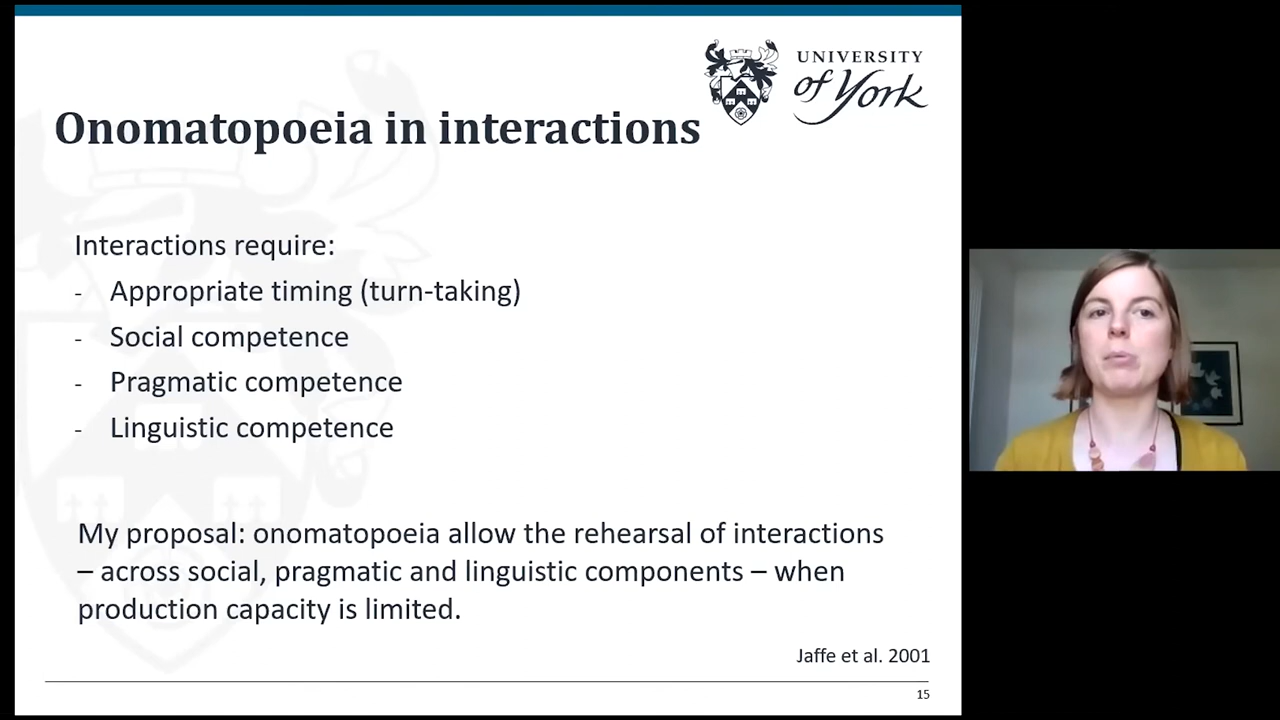 UNIVERSITY
of York
Onomatopoeia in interactions
Interactions require:
- Appropriate timing (turn-taking)
- Social competence
- Pragmatic competence
- Linguistic competence
My proposal: onomatopoeia allow the rehearsal of interactions
– across social, pragmatic and linguistic components – when
production capacity is limited.
Jaffe et al. 2001
15